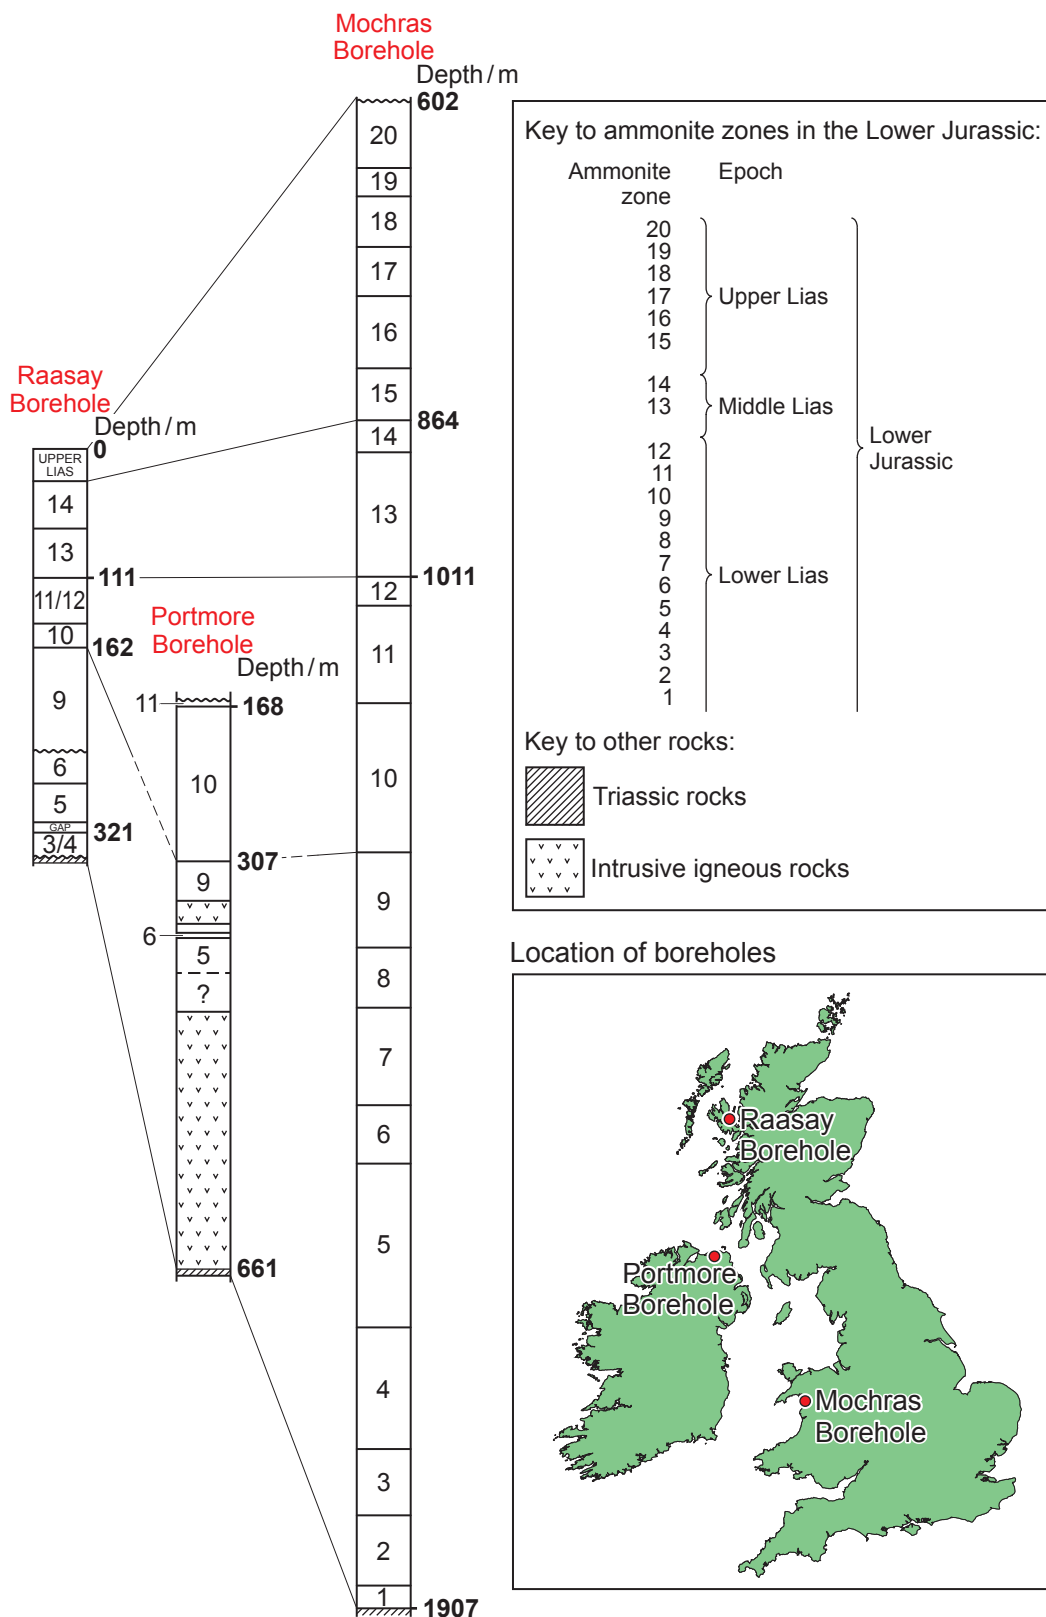 Mochras
Borehole
Depth/m
602
20
19
18
17
16
15
864
14
13
1011
12
11
10
9
8
7
6
5
4
3
2
1
1907
Raasay
Borehole
Depth/m
0
UPPER
LIAS
14
13
111
11/12
10
162
9
6
5
GAP
321
3/4
Portmore
Borehole
Depth/m
11
168
10
307
9
6
5
?
661
Key to ammonite zones in the Lower Jurassic:
Ammonite
zone
Epoch
20
19
18
17
16
15
Upper Lias
14
13
Middle Lias
12
11
10
9
8
7
6
5
4
3
2
1
Lower Lias
Lower
Jurassic
Key to other rocks:
Triassic rocks
Intrusive igneous rocks
Location of boreholes
Raasay
Borehole
Portmore
Borehole
Mochras
Borehole